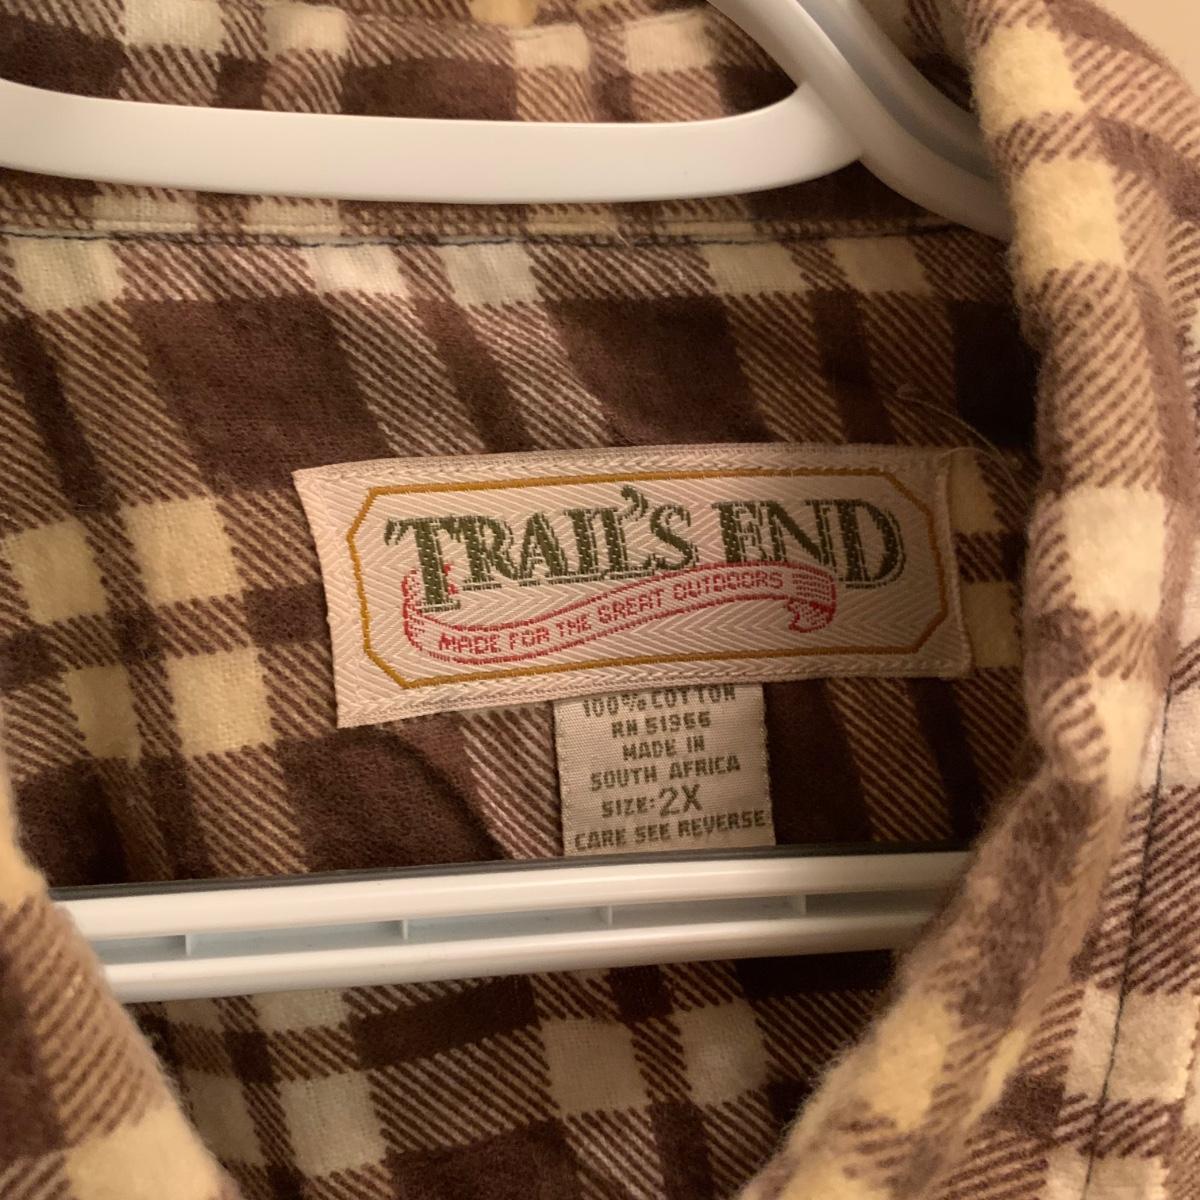 TRAIL'S END
MADE FOR THE GREAT OUTDOORS
100% COTTON
RN 51966
MADE IN
SOUTH AFRICA
SIZE: 2X
CARE SEE REVERSE